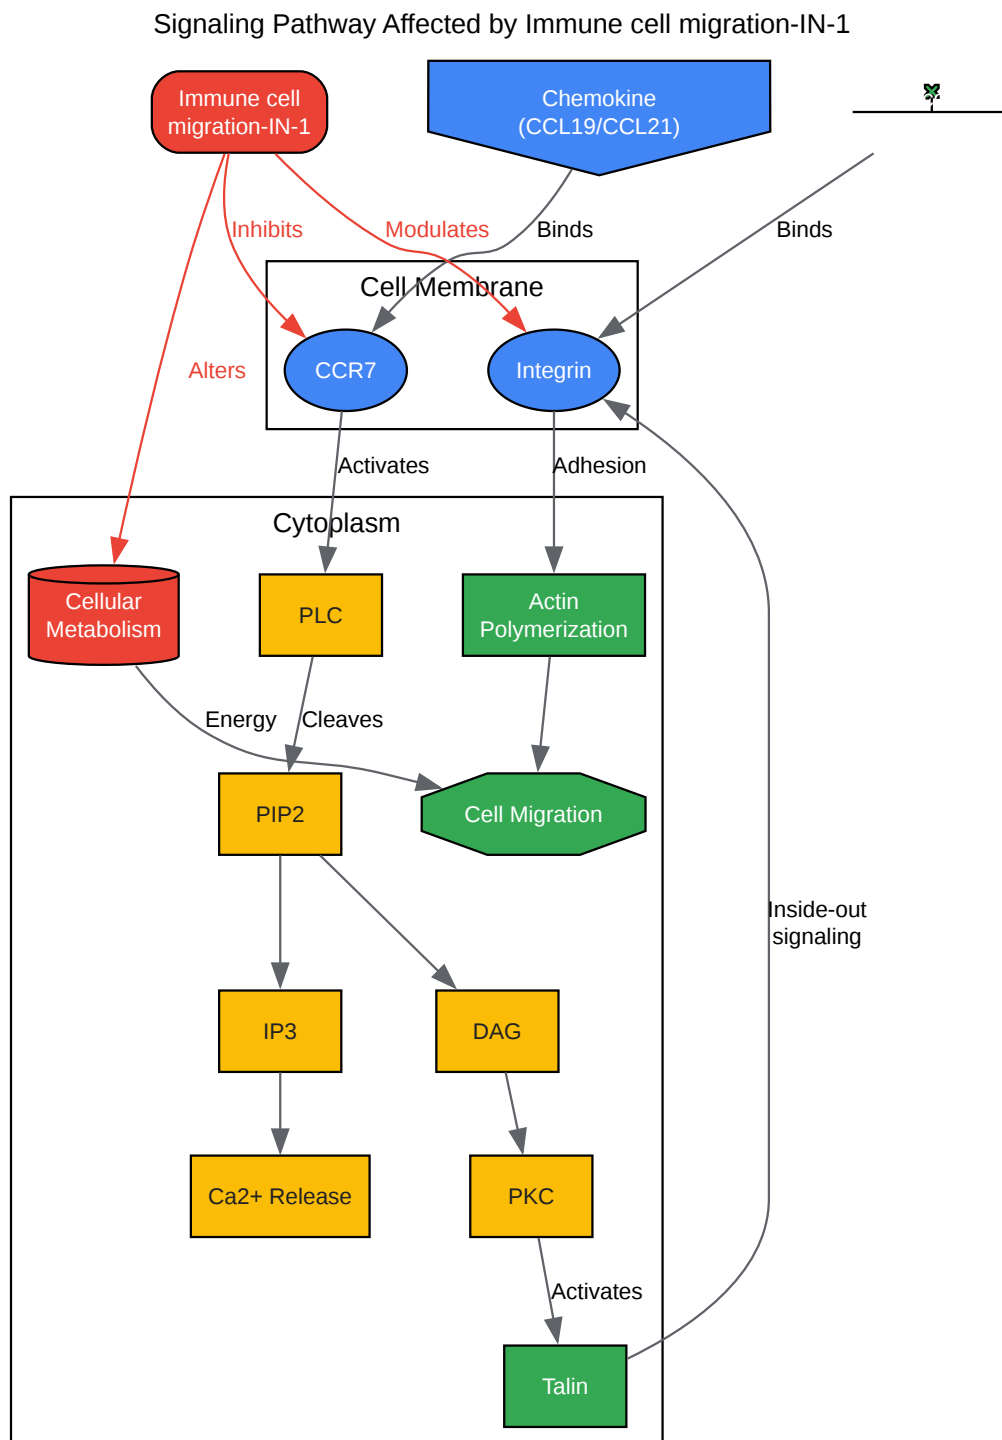 Signaling Pathway Affected by Immune cell migration-IN-1
Immune cell
migration-IN-1
Chemokine
(CCL19/CCL21)
Inhibits
Modulates
Binds
Binds
Cell Membrane
CCR7
Integrin
Alters
Activates
Adhesion
Cytoplasm
Cellular
Metabolism
PLC
Actin
Polymerization
Energy
Cleaves
PIP2
Cell Migration
Inside-out
signaling
IP3
DAG
Ca2+ Release
PKC
Activates
Talin